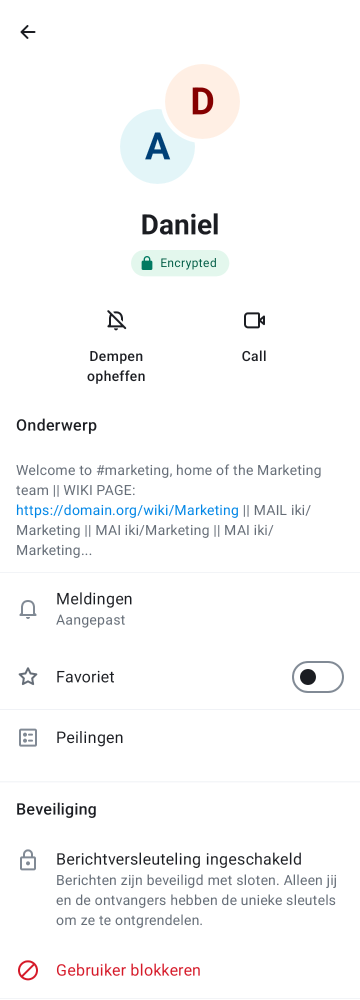 D
A
Daniel
Encrypted
Dempen
opheffen
Call
Onderwerp
Welcome to #marketing, home of the Marketing
team || WIKI PAGE:
https://domain.org/wiki/Marketing || MAIL iki/
Marketing || MAI iki/Marketing || MAI iki/
Marketing...
Meldingen
Aangepast
Favoriet
Peilingen
Beveiliging
Berichtversleuteling ingeschakeld
Berichten zijn beveiligd met sloten. Alleen jij
en de ontvangers hebben de unieke sleutels
om ze te ontgrendelen.
Gebruiker blokkeren